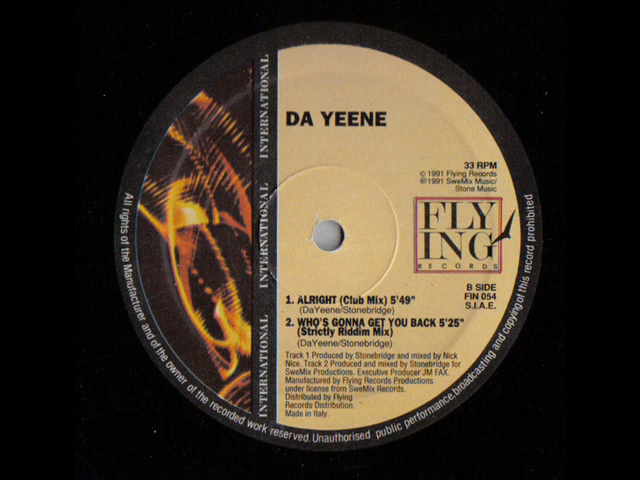 DA YEENE
INTERNATIONAL
INTERNATIONAL
INTERNATIONAL
33 RPM
© 1991 Flying Records
℗1991 SweMix Music/
Stone Music
FLY
ING
RECORDS
B SIDE
FIN 054
S.I.A.E.
1. ALRIGHT (Club Mix) 5'49"
(DaYeene/Stonebridge)
2. WHO'S GONNA GET YOU BACK 5'25"
(Strictly Riddim Mix)
(DaYeene/Stonebridge)
Track 1 Produced by Stonebridge and mixed by Nick
Nice. Track 2 Produced and mixed by Stonebridge for
SweMix Productions. Executive Producer JM FAX.
Manufactured by Flying Records Productions
under license from SweMix Records.
Distributed by Flying
Records Distribution.
Made in Italy.
All rights of the Manufacturer and of the owner of the recorded work reserved. Unauthorised public performance. broadcasting and copying of this record prohibited